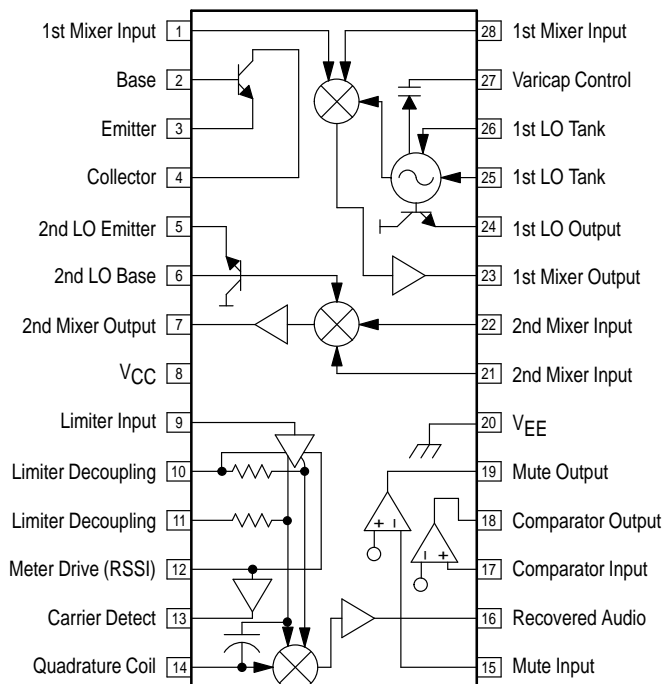 1st Mixer Input 1
Base 2
Emitter 3
Collector 4
2nd LO Emitter 5
2nd LO Base 6
2nd Mixer Output 7
VCC 8
Limiter Input 9
Limiter Decoupling 10
Limiter Decoupling 11
Meter Drive (RSSI) 12
Carrier Detect 13
Quadrature Coil 14
28 1st Mixer Input
27 Varicap Control
26 1st LO Tank
25 1st LO Tank
24 1st LO Output
23 1st Mixer Output
22 2nd Mixer Input
21 2nd Mixer Input
20 VEE
19 Mute Output
18 Comparator Output
17 Comparator Input
16 Recovered Audio
15 Mute Input
+ –
– +